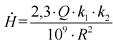 Ḣ = 2,3·Q·k₁·k₂ / 10⁹·R²